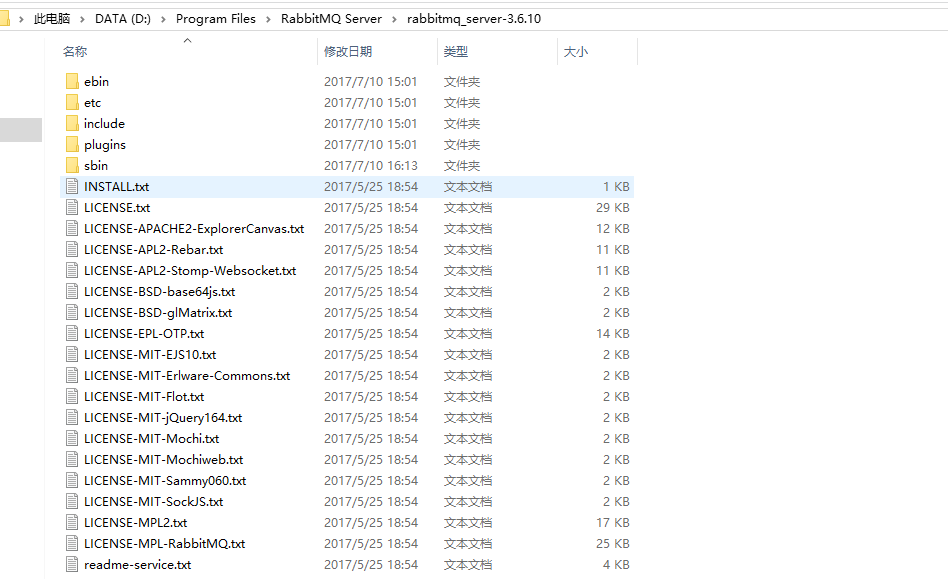 此电脑 > DATA (D:) > Program Files > RabbitMQ Server > rabbitmq_server-3.6.10
名称 修改日期 类型 大小
ebin 2017/7/10 15:01 文件夹
etc 2017/7/10 15:01 文件夹
include 2017/7/10 15:01 文件夹
plugins 2017/7/10 15:01 文件夹
sbin 2017/7/10 16:13 文件夹
INSTALL.txt 2017/5/25 18:54 文本文档 1 KB
LICENSE.txt 2017/5/25 18:54 文本文档 29 KB
LICENSE-APACHE2-ExplorerCanvas.txt 2017/5/25 18:54 文本文档 12 KB
LICENSE-APL2-Rebar.txt 2017/5/25 18:54 文本文档 11 KB
LICENSE-APL2-Stomp-Websocket.txt 2017/5/25 18:54 文本文档 11 KB
LICENSE-BSD-base64js.txt 2017/5/25 18:54 文本文档 2 KB
LICENSE-BSD-glMatrix.txt 2017/5/25 18:54 文本文档 2 KB
LICENSE-EPL-OTP.txt 2017/5/25 18:54 文本文档 14 KB
LICENSE-MIT-EJS10.txt 2017/5/25 18:54 文本文档 2 KB
LICENSE-MIT-Erlware-Commons.txt 2017/5/25 18:54 文本文档 2 KB
LICENSE-MIT-Flot.txt 2017/5/25 18:54 文本文档 2 KB
LICENSE-MIT-jQuery164.txt 2017/5/25 18:54 文本文档 2 KB
LICENSE-MIT-Mochi.txt 2017/5/25 18:54 文本文档 2 KB
LICENSE-MIT-Mochiweb.txt 2017/5/25 18:54 文本文档 2 KB
LICENSE-MIT-Sammy060.txt 2017/5/25 18:54 文本文档 2 KB
LICENSE-MIT-SockJS.txt 2017/5/25 18:54 文本文档 2 KB
LICENSE-MPL2.txt 2017/5/25 18:54 文本文档 17 KB
LICENSE-MPL-RabbitMQ.txt 2017/5/25 18:54 文本文档 25 KB
readme-service.txt 2017/5/25 18:54 文本文档 4 KB